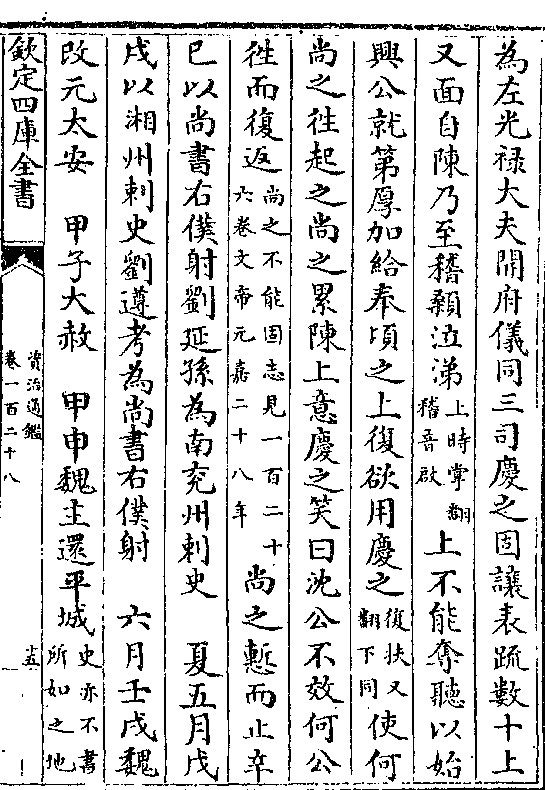 為左光禄大夫開府儀同三司慶之固讓表疏數十上
又面自陳乃至稽顙泣涕上時掌翻稽音啟上不能奪聽以始
興公就第厚加給奉頃之上復欲用慶之復扶又翻下同使何
尚之徃起之尚之累陳上意慶之笑曰沈公不效何公
徃而復返尚之不能固志見一百二十六卷文帝元嘉二十八年尚之慙而止辛
巳以尚書右僕射劉延孫為南兖州刺史　夏五月戊
戌以湘州刺史劉遵考為尚書右僕射　六月壬戌魏
改元太安　甲子大赦　甲申魏主還平城史亦不書所如之地
欽定四庫全書
資治通鑑
卷一百二十八
十五